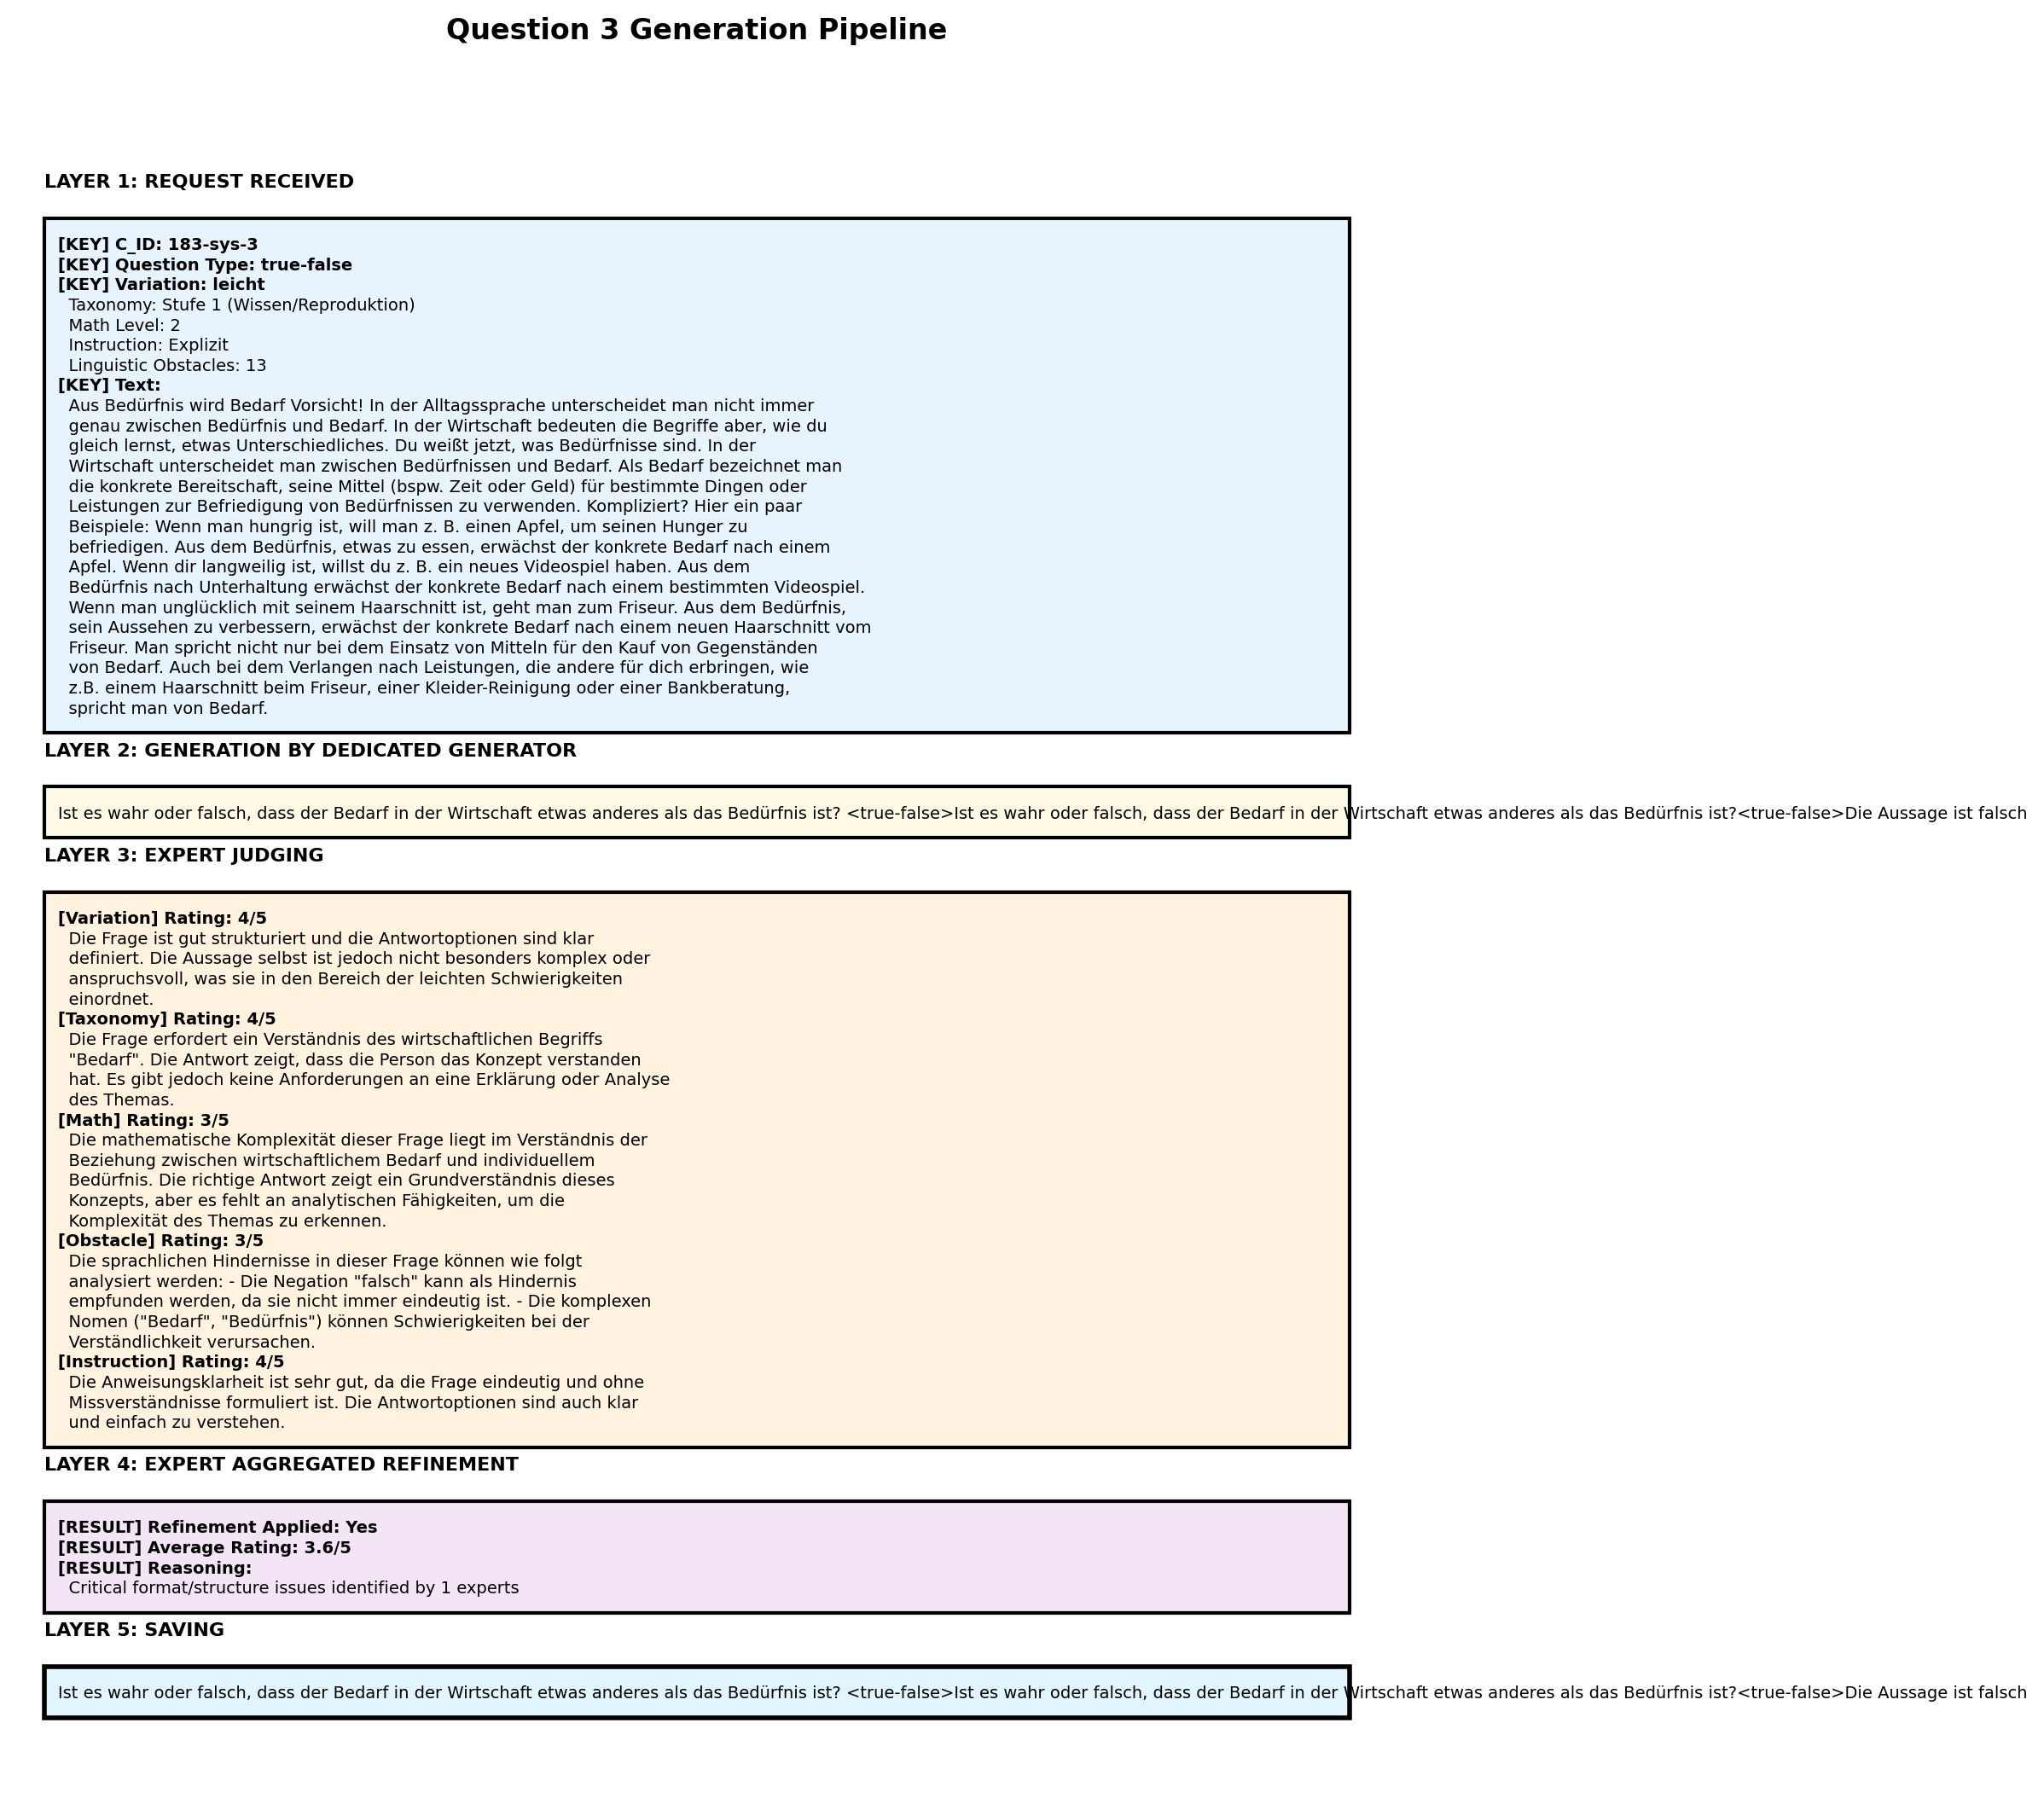 Question 3 Generation Pipeline
LAYER 1: REQUEST RECEIVED
[KEY] C_ID: 183-sys-3
[KEY] Question Type: true-false
[KEY] Variation: leicht
Taxonomy: Stufe 1 (Wissen/Reproduktion)
Math Level: 2
Instruction: Explizit
Linguistic Obstacles: 13
[KEY] Text:
Aus Bedürfnis wird Bedarf Vorsicht! In der Alltagssprache unterscheidet man nicht immer
genau zwischen Bedürfnis und Bedarf. In der Wirtschaft bedeuten die Begriffe aber, wie du
gleich lernst, etwas Unterschiedliches. Du weißt jetzt, was Bedürfnisse sind. In der
Wirtschaft unterscheidet man zwischen Bedürfnissen und Bedarf. Als Bedarf bezeichnet man
die konkrete Bereitschaft, seine Mittel (bspw. Zeit oder Geld) für bestimmte Dingen oder
Leistungen zur Befriedigung von Bedürfnissen zu verwenden. Kompliziert? Hier ein paar
Beispiele: Wenn man hungrig ist, will man z. B. einen Apfel, um seinen Hunger zu
befriedigen. Aus dem Bedürfnis, etwas zu essen, erwächst der konkrete Bedarf nach einem
Apfel. Wenn dir langweilig ist, willst du z. B. ein neues Videospiel haben. Aus dem
Bedürfnis nach Unterhaltung erwächst der konkrete Bedarf nach einem bestimmten Videospiel.
Wenn man unglücklich mit seinem Haarschnitt ist, geht man zum Friseur. Aus dem Bedürfnis,
sein Aussehen zu verbessern, erwächst der konkrete Bedarf nach einem neuen Haarschnitt vom
Friseur. Man spricht nicht nur bei dem Einsatz von Mitteln für den Kauf von Gegenständen
von Bedarf. Auch bei dem Verlangen nach Leistungen, die andere für dich erbringen, wie
z.B. einem Haarschnitt beim Friseur, einer Kleider-Reinigung oder einer Bankberatung,
spricht man von Bedarf.
LAYER 2: GENERATION BY DEDICATED GENERATOR
Ist es wahr oder falsch, dass der Bedarf in der Wirtschaft etwas anderes als das Bedürfnis ist? <true-false>Ist es wahr oder falsch, dass der Bedarf in der Wirtschaft etwas anderes als das Bedürfnis ist?<true-false>Die Aussage ist falsch
LAYER 3: EXPERT JUDGING
[Variation] Rating: 4/5
Die Frage ist gut strukturiert und die Antwortoptionen sind klar
definiert. Die Aussage selbst ist jedoch nicht besonders komplex oder
anspruchsvoll, was sie in den Bereich der leichten Schwierigkeiten
einordnet.
[Taxonomy] Rating: 4/5
Die Frage erfordert ein Verständnis des wirtschaftlichen Begriffs
"Bedarf". Die Antwort zeigt, dass die Person das Konzept verstanden
hat. Es gibt jedoch keine Anforderungen an eine Erklärung oder Analyse
des Themas.
[Math] Rating: 3/5
Die mathematische Komplexität dieser Frage liegt im Verständnis der
Beziehung zwischen wirtschaftlichem Bedarf und individuellem
Bedürfnis. Die richtige Antwort zeigt ein Grundverständnis dieses
Konzepts, aber es fehlt an analytischen Fähigkeiten, um die
Komplexität des Themas zu erkennen.
[Obstacle] Rating: 3/5
Die sprachlichen Hindernisse in dieser Frage können wie folgt
analysiert werden: - Die Negation "falsch" kann als Hindernis
empfunden werden, da sie nicht immer eindeutig ist. - Die komplexen
Nomen ("Bedarf", "Bedürfnis") können Schwierigkeiten bei der
Verständlichkeit verursachen.
[Instruction] Rating: 4/5
Die Anweisungsklarheit ist sehr gut, da die Frage eindeutig und ohne
Missverständnisse formuliert ist. Die Antwortoptionen sind auch klar
und einfach zu verstehen.
LAYER 4: EXPERT AGGREGATED REFINEMENT
[RESULT] Refinement Applied: Yes
[RESULT] Average Rating: 3.6/5
[RESULT] Reasoning:
Critical format/structure issues identified by 1 experts
LAYER 5: SAVING
Ist es wahr oder falsch, dass der Bedarf in der Wirtschaft etwas anderes als das Bedürfnis ist? <true-false>Ist es wahr oder falsch, dass der Bedarf in der Wirtschaft etwas anderes als das Bedürfnis ist?<true-false>Die Aussage ist falsch